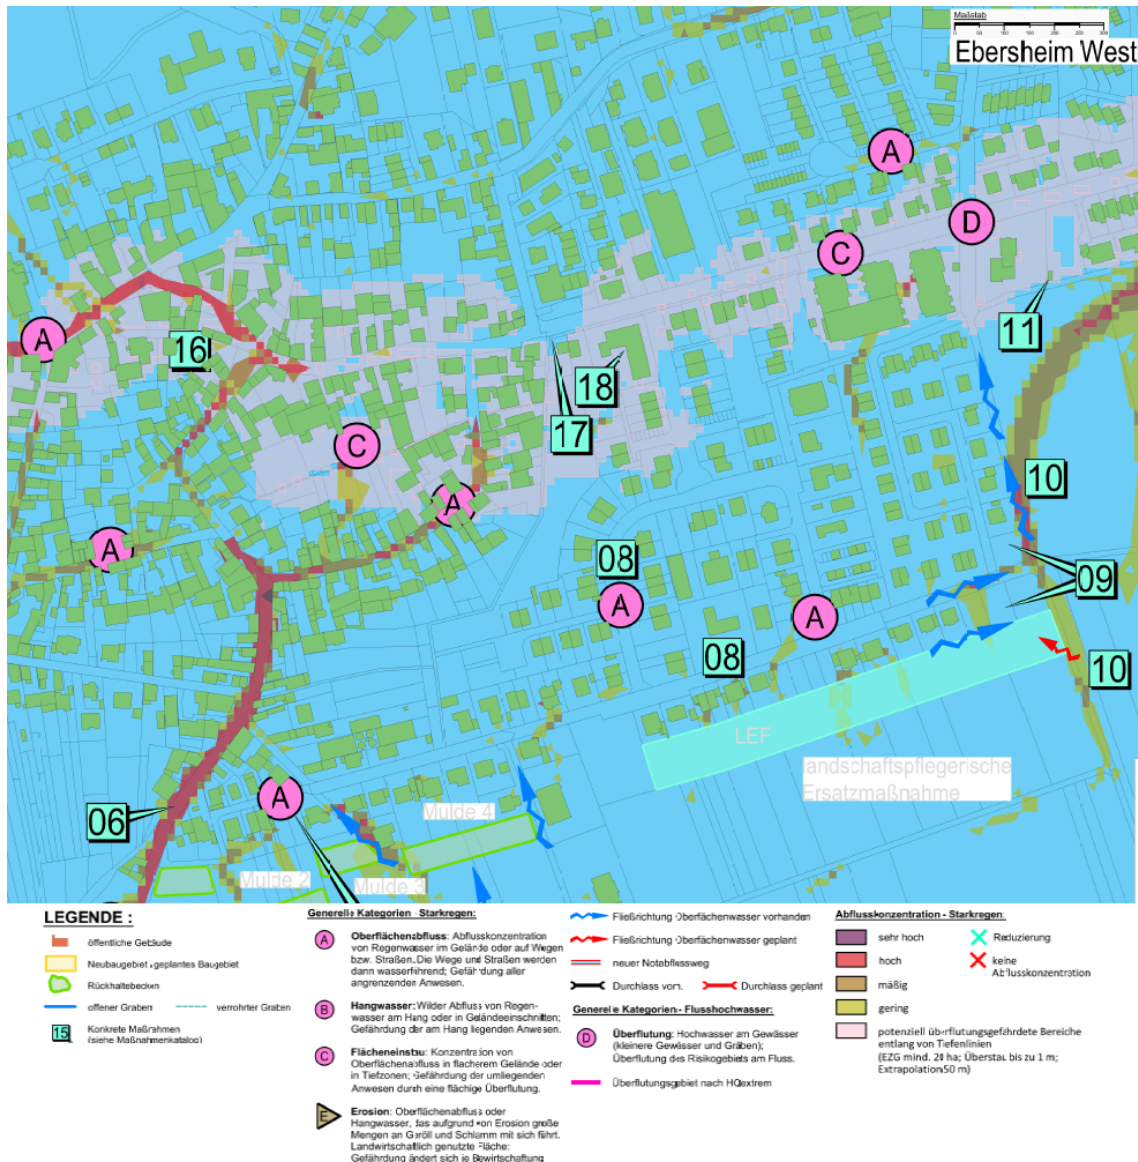 Maßstab
0 50 100 150 200 250 300
Ebersheim West
A
D
C
A
16
11
18
17
C
10
A
A
08
09
A
A
08
10
LEF
landschaftspflegerische
Ersatzmaßnahme
A
06
Mulde 4
Mulde 2
Mulde 3
LEGENDE :
öffentliche Gebäude
Neubaugebiet, geplantes Baugebiet
Rückhaltebecken
offener Graben
verrohrter Graben
15
Konkrete Maßnahmen
(siehe Maßnahmenkatalog)
Generelle Kategorien - Starkregen:
A
Oberflächenabfluss: Abflusskonzentration
von Regenwasser im Gelände oder auf Wegen
bzw. Straßen. Die Wege und Straßen werden
dann wasserführend; Gefährdung aller
angrenzenden Anwesen.
B
Hangwasser: Wilder Abfluss von Regen-
wasser am Hang oder in Geländeeinschnitten;
Gefährdung der am Hang liegenden Anwesen.
C
Flächeneinstau: Konzentration von
Oberflächenabfluss in flacherem Gelände oder
in Tiefzonen; Gefährdung der umliegenden
Anwesen durch eine flächige Überflutung.
E
Erosion: Oberflächenabfluss oder
Hangwasser, das aufgrund von Erosion große
Mengen an Geröll und Schlamm mit sich führt.
Landwirtschaftlich genutzte Fläche:
Gefährdung ändert sich je Bewirtschaftung
Fließrichtung Oberflächenwasser vorhanden
Fließrichtung Oberflächenwasser geplant
neuer Notabflussweg
Durchlass vorh.
Durchlass geplant
Generelle Kategorien - Flusshochwasser:
D
Überflutung: Hochwasser am Gewässer
(kleinere Gewässer und Gräben);
Überflutung des Risikogebiets am Fluss.
Überflutungsgebiet nach HQextrem
Abflusskonzentration - Starkregen:
sehr hoch
hoch
mäßig
gering
Reduzierung
keine
Abflusskonzentration
potenziell überflutungsgefährdete Bereiche
entlang von Tiefenlinien
(EZG mind. 20 ha; Überstau bis zu 1 m;
Extrapolation 50 m)